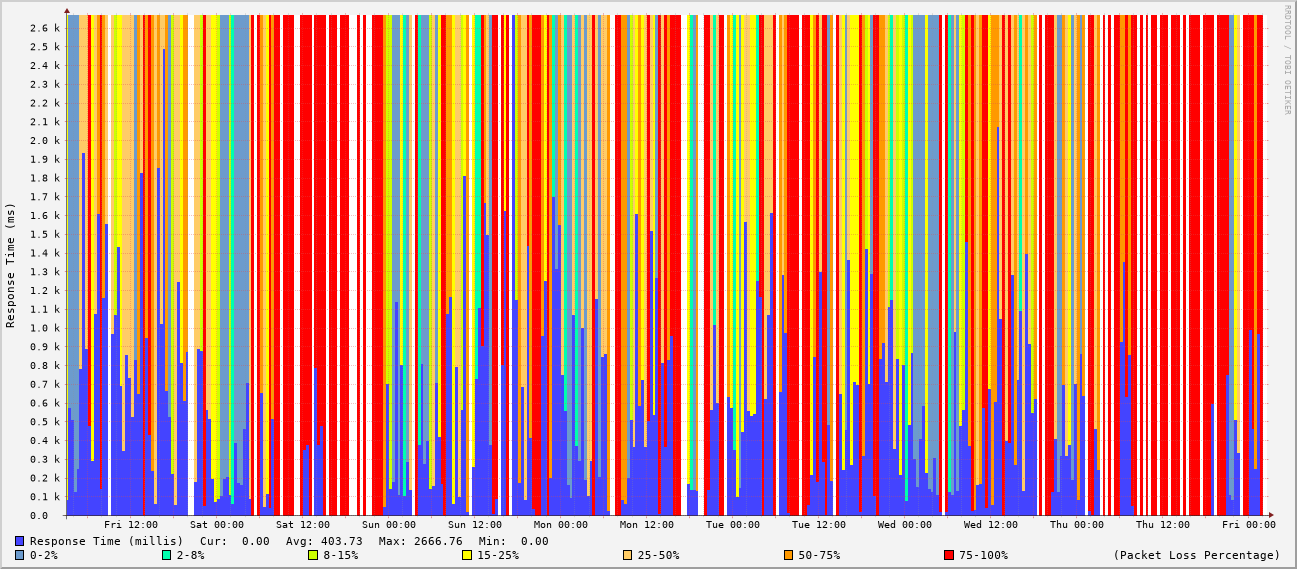 RRDTOOL / TOBI OETIKER
Response Time (ms)
2.6 k
2.5 k
2.4 k
2.3 k
2.2 k
2.1 k
2.0 k
1.9 k
1.8 k
1.7 k
1.6 k
1.5 k
1.4 k
1.3 k
1.2 k
1.1 k
1.0 k
0.9 k
0.8 k
0.7 k
0.6 k
0.5 k
0.4 k
0.3 k
0.2 k
0.1 k
0.0
Fri 12:00 Sat 00:00 Sat 12:00 Sun 00:00 Sun 12:00 Mon 00:00 Mon 12:00 Tue 00:00 Tue 12:00 Wed 00:00 Wed 12:00 Thu 00:00 Thu 12:00 Fri 00:00
Response Time (millis) Cur: 0.00 Avg: 403.73 Max: 2666.76 Min: 0.00
0-2% 2-8% 8-15% 15-25% 25-50% 50-75% 75-100% (Packet Loss Percentage)